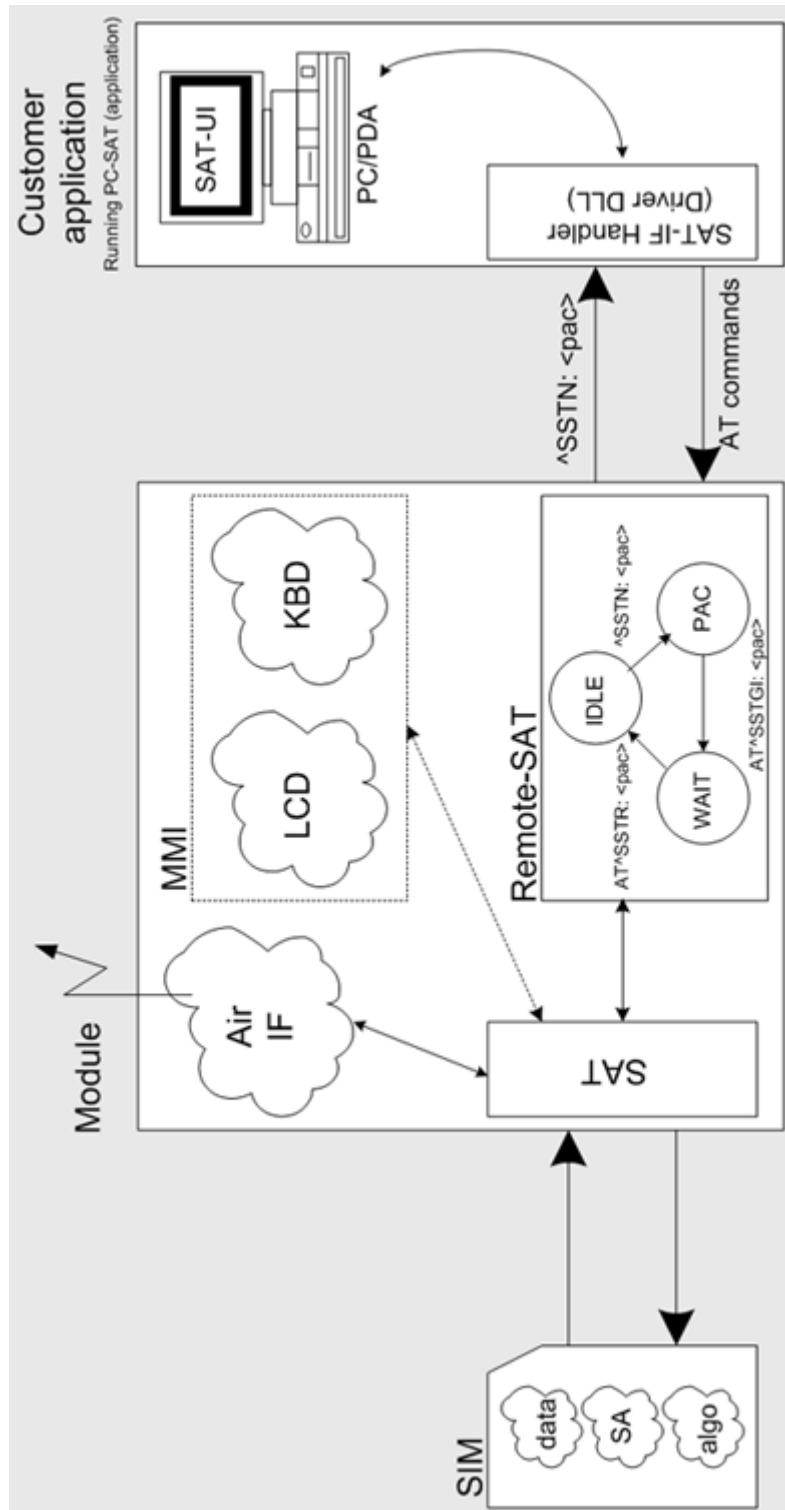 Customer
application
Running PC-SAT (application)
SAT-UI
PC/PDA
SAT-IF Handler
(Driver DLL)
^SSTN: <pac>
AT commands
Module
Air
IF
MMI
LCD
KBD
SAT
Remote-SAT
IDLE
^SSTN: <pac>
PAC
AT^SSTGI: <pac>
WAIT
AT^SSTR: <pac>
SIM
data
SA
algo